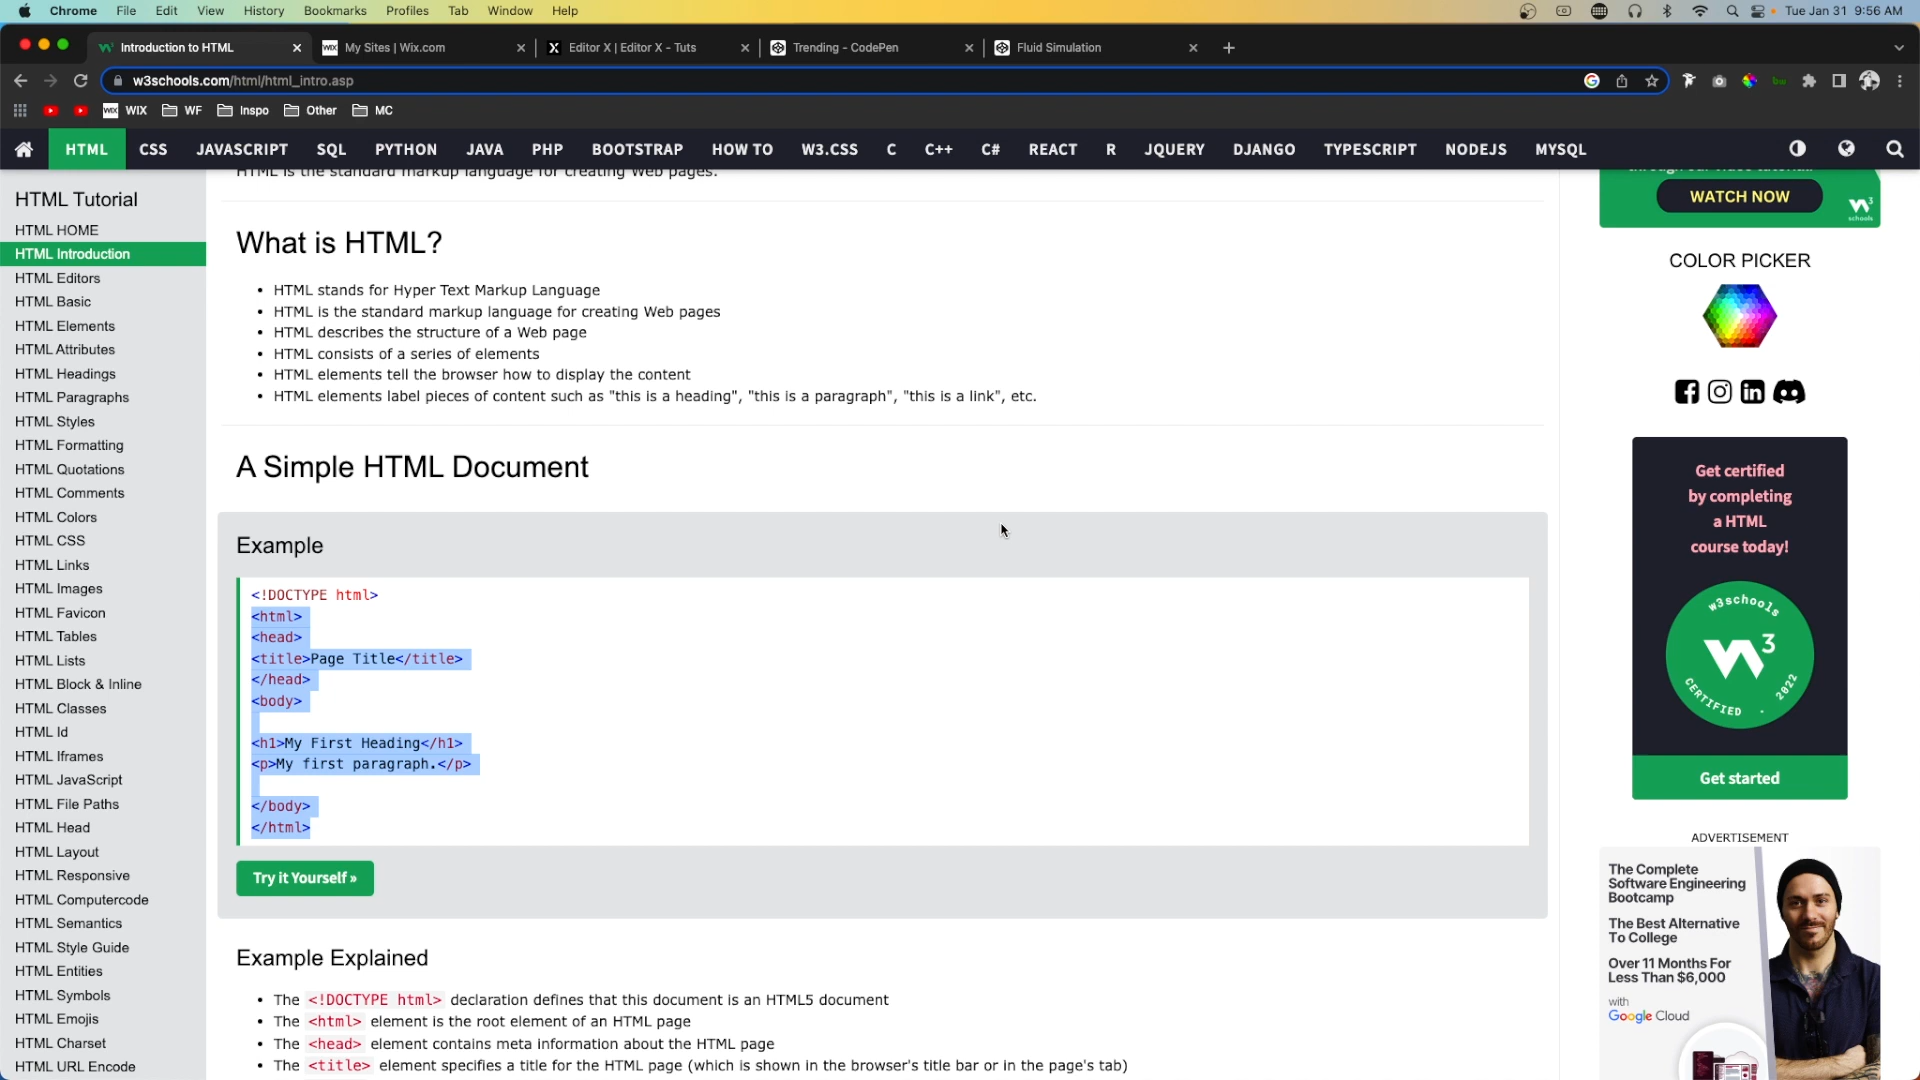 Chrome File Edit View History Bookmarks Profiles Tab Window Help Tue Jan 31 9:56 AM
Introduction to HTML My Sites | Wix.com Editor X | Editor X - Tuts Trending - CodePen Fluid Simulation
w3schools.com/html/html_intro.asp
WIX WIX WF Inspo Other MC
HTML CSS JAVASCRIPT SQL PYTHON JAVA PHP BOOTSTRAP HOW TO W3.CSS C C++ C# REACT R JQUERY DJANGO TYPESCRIPT NODEJS MYSQL
HTML Tutorial
HTML HOME
HTML Introduction
HTML Editors
HTML Basic
HTML Elements
HTML Attributes
HTML Headings
HTML Paragraphs
HTML Styles
HTML Formatting
HTML Quotations
HTML Comments
HTML Colors
HTML CSS
HTML Links
HTML Images
HTML Favicon
HTML Tables
HTML Lists
HTML Block & Inline
HTML Classes
HTML Id
HTML Iframes
HTML JavaScript
HTML File Paths
HTML Head
HTML Layout
HTML Responsive
HTML Computercode
HTML Semantics
HTML Style Guide
HTML Entities
HTML Symbols
HTML Emojis
HTML Charset
HTML URL Encode
HTML is the standard markup language for creating Web pages.
What is HTML?
• HTML stands for Hyper Text Markup Language
• HTML is the standard markup language for creating Web pages
• HTML describes the structure of a Web page
• HTML consists of a series of elements
• HTML elements tell the browser how to display the content
• HTML elements label pieces of content such as "this is a heading", "this is a paragraph", "this is a link", etc.
A Simple HTML Document
Example
<!DOCTYPE html>
<html>
<head>
<title>Page Title</title>
</head>
<body>
<h1>My First Heading</h1>
<p>My first paragraph.</p>
</body>
</html>
Try it Yourself »
Example Explained
• The <!DOCTYPE html> declaration defines that this document is an HTML5 document
• The <html> element is the root element of an HTML page
• The <head> element contains meta information about the HTML page
• The <title> element specifies a title for the HTML page (which is shown in the browser's title bar or in the page's tab)
WATCH NOW
schools
COLOR PICKER
Get certified
by completing
a HTML
course today!
w3schools
CERTIFIED . 2022
Get started
ADVERTISEMENT
The Complete
Software Engineering
Bootcamp
The Best Alternative
To College
Over 11 Months For
Less Than $6,000
with
Google Cloud